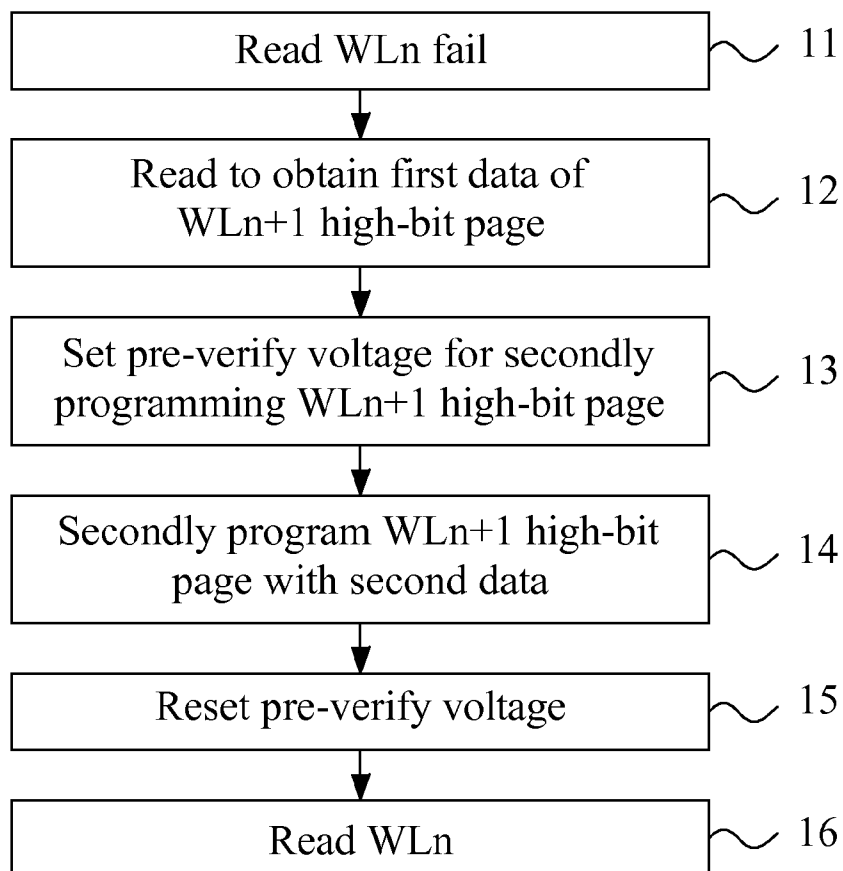 Read WLn fail
11
Read to obtain first data of
WLn+1 high-bit page
12
Set pre-verify voltage for secondly
programming WLn+1 high-bit page
13
Secondly program WLn+1 high-bit
page with second data
14
Reset pre-verify voltage
15
Read WLn
16